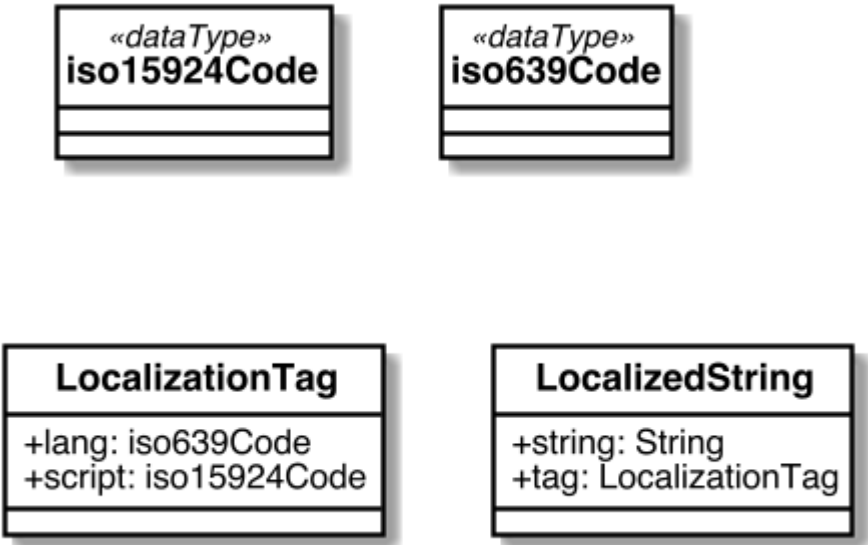 «dataType»
iso15924Code
«dataType»
iso639Code
LocalizationTag
+lang: iso639Code
+script: iso15924Code
LocalizedString
+string: String
+tag: LocalizationTag